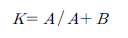 K= A/A+ B